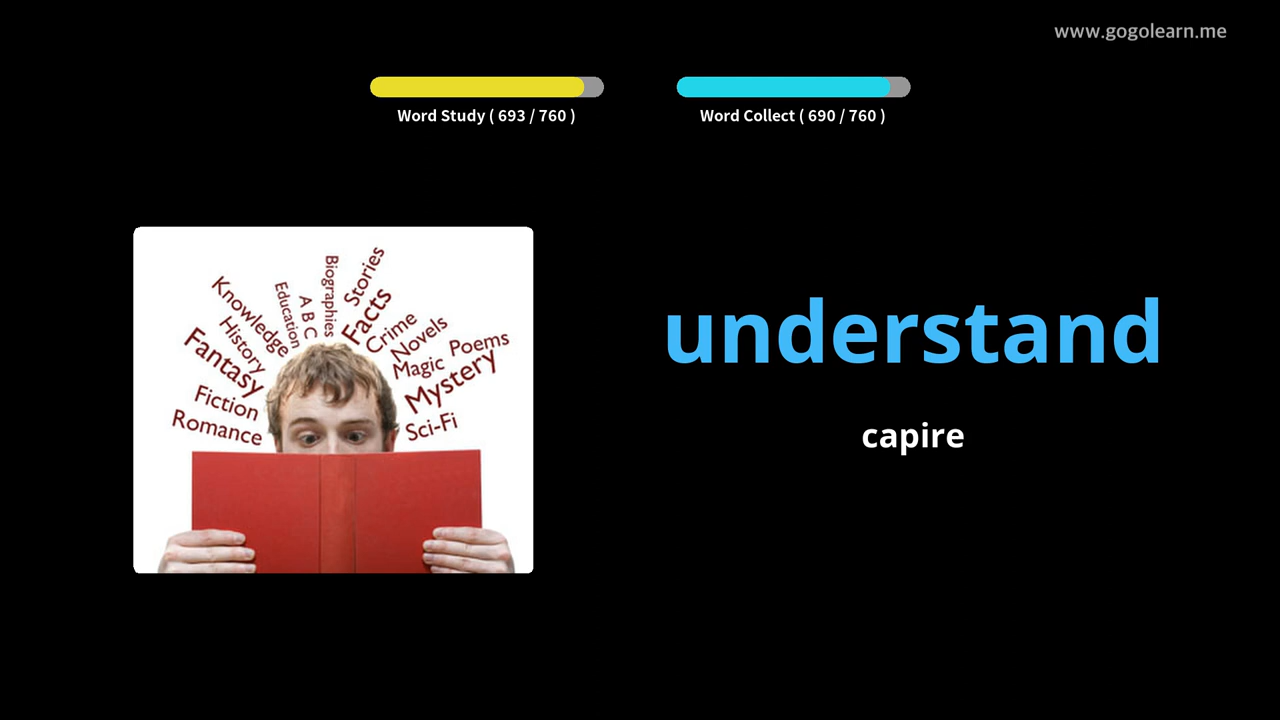 www.gogolearn.me
Word Study ( 693 / 760 )
Word Collect ( 690 / 760 )
Biographies
Stories
Education
A B C
Facts
Knowledge
Crime
History
Novels
Fantasy
Magic
Poems
Mystery
Fiction
Romance
Sci-Fi
understand
capire